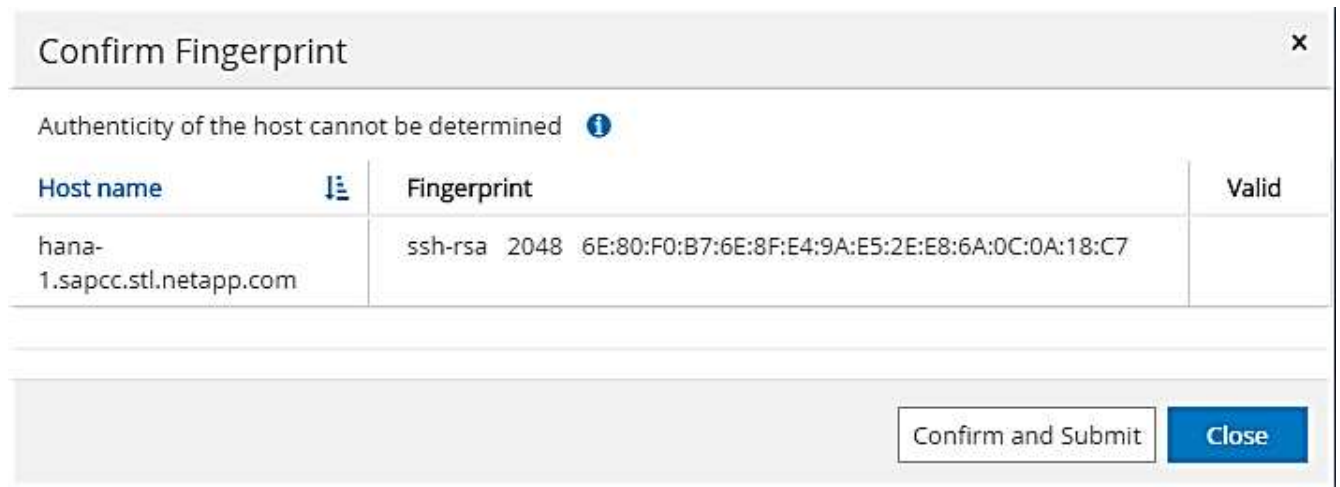 Confirm Fingerprint
×
Authenticity of the host cannot be determined
Host name
Fingerprint
Valid
hana-
1.sapcc.stl.netapp.com
ssh-rsa 2048 6E:80:F0:B7:6E:8F:E4:9A:E5:2E:E8:6A:0C:0A:18:C7
Confirm and Submit
Close